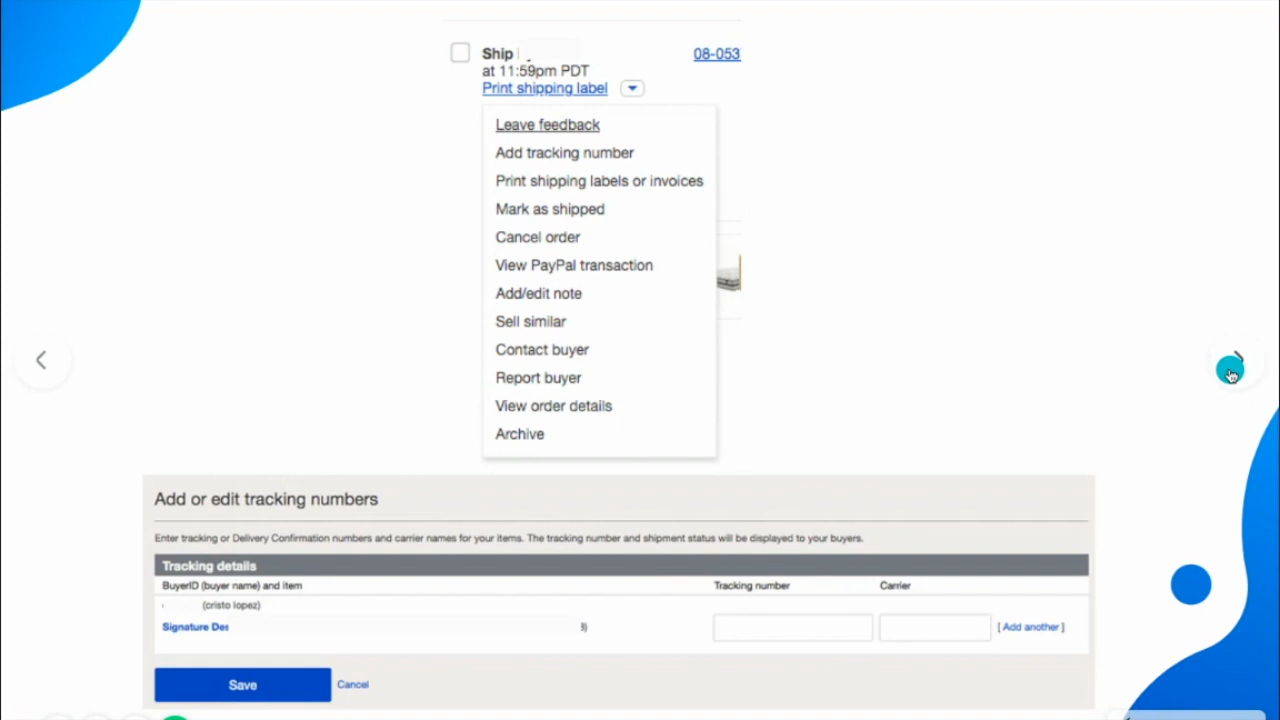 Ship
08-053
at 11:59pm PDT
Print shipping label
Leave feedback
Add tracking number
Print shipping labels or invoices
Mark as shipped
Cancel order
View PayPal transaction
Add/edit note
Sell similar
Contact buyer
Report buyer
View order details
Archive
Add or edit tracking numbers
Enter tracking or Delivery Confirmation numbers and carrier names for your items. The tracking number and shipment status will be displayed to your buyers.
Tracking details
BuyerID (buyer name) and item Tracking number Carrier
(cristo lopez)
Signature Des [ Add another ]
Save Cancel